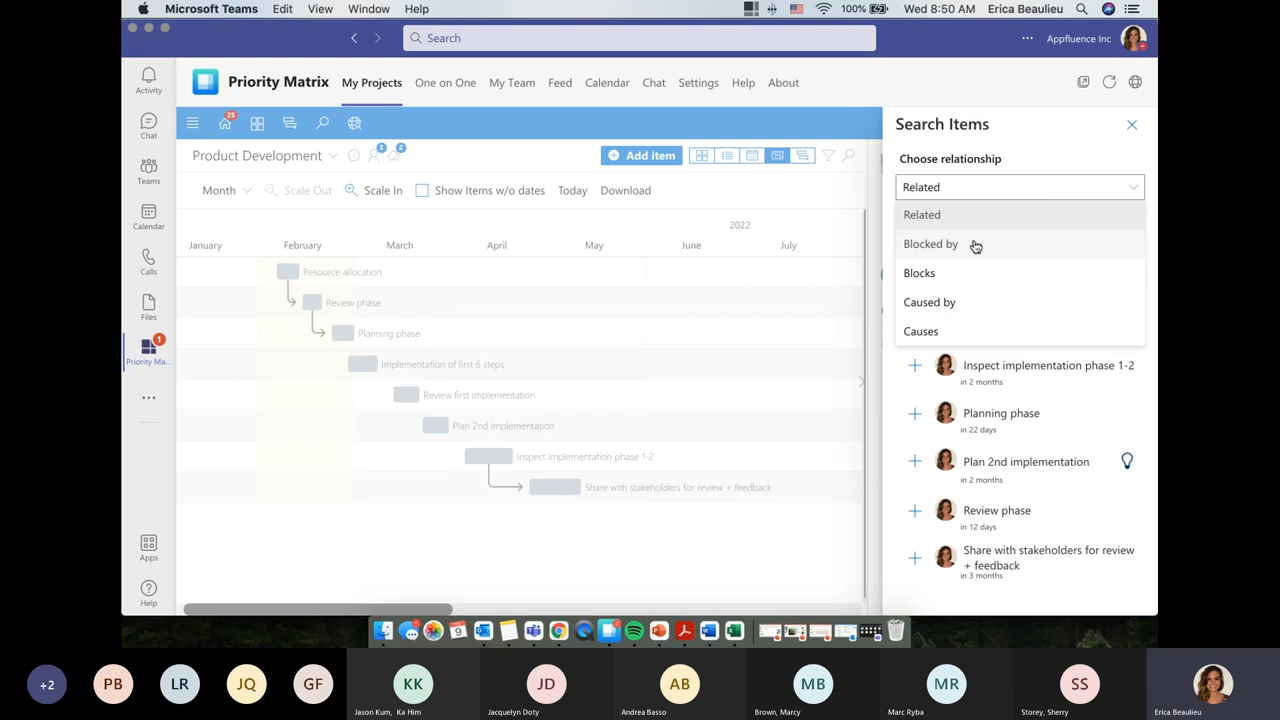 Microsoft Teams Edit View Window Help
100% Wed 8:50 AM Erica Beaulieu
Search
Appfluence Inc
Priority Matrix My Projects One on One My Team Feed Calendar Chat Settings Help About
Activity
Chat
Teams
Calendar
Calls
Files
1
Priority Ma...
Apps
Help
25
Product Development
3
2
Add item
Month Scale Out Scale In Show Items w/o dates Today Download
2022
January February March April May June July
Resource allocation
Review phase
Planning phase
Implementation of first 6 steps
Review first implementation
Plan 2nd implementation
Inspect implementation phase 1-2
Share with stakeholders for review + feedback
Search Items
Choose relationship
Related
Related
Blocked by
Blocks
Caused by
Causes
Inspect implementation phase 1-2
in 2 months
Planning phase
in 22 days
Plan 2nd implementation
in 2 months
Review phase
in 12 days
Share with stakeholders for review
+ feedback
in 3 months
9
+2
PB
LR
JQ
GF
KK
Jason Kum, Ka Him
JD
Jacquelyn Doty
AB
Andrea Basso
MB
Brown, Marcy
MR
Marc Ryba
SS
Storey, Sherry
Erica Beaulieu